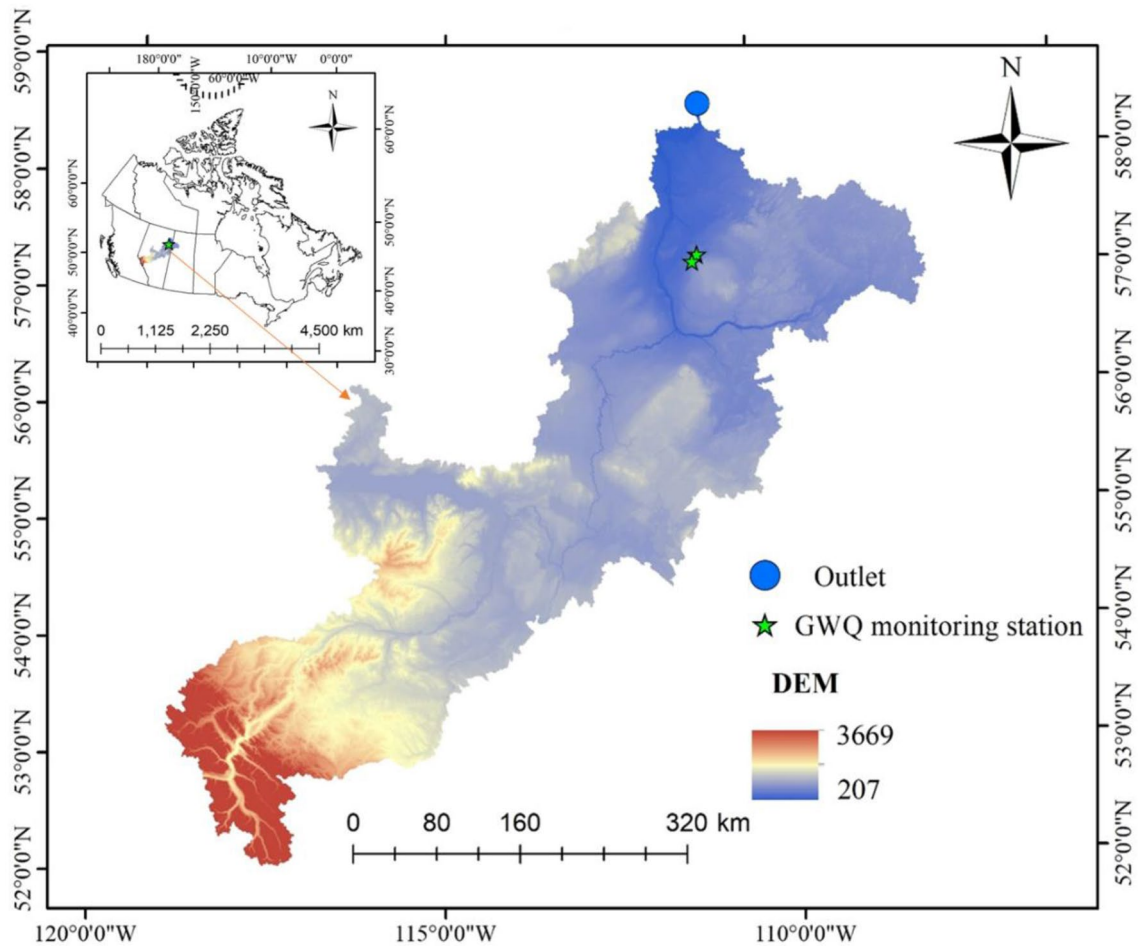 180°0'0" 10°0'0"W 0°0'0"
150°0'0"W
60°0'0"W
N
60°0'0"N
50°0'0"N
40°0'0"N
60°0'0"N
50°0'0"N
40°0'0"N
30°0'0"N
0 1,125 2,250 4,500 km
N
59°0'0"N
58°0'0"N
57°0'0"N
56°0'0"N
55°0'0"N
54°0'0"N
53°0'0"N
52°0'0"N
58°0'0"N
57°0'0"N
56°0'0"N
55°0'0"N
54°0'0"N
53°0'0"N
52°0'0"N
Outlet
GWQ monitoring station
DEM
3669
207
0 80 160 320 km
120°0'0"W 115°0'0"W 110°0'0"W